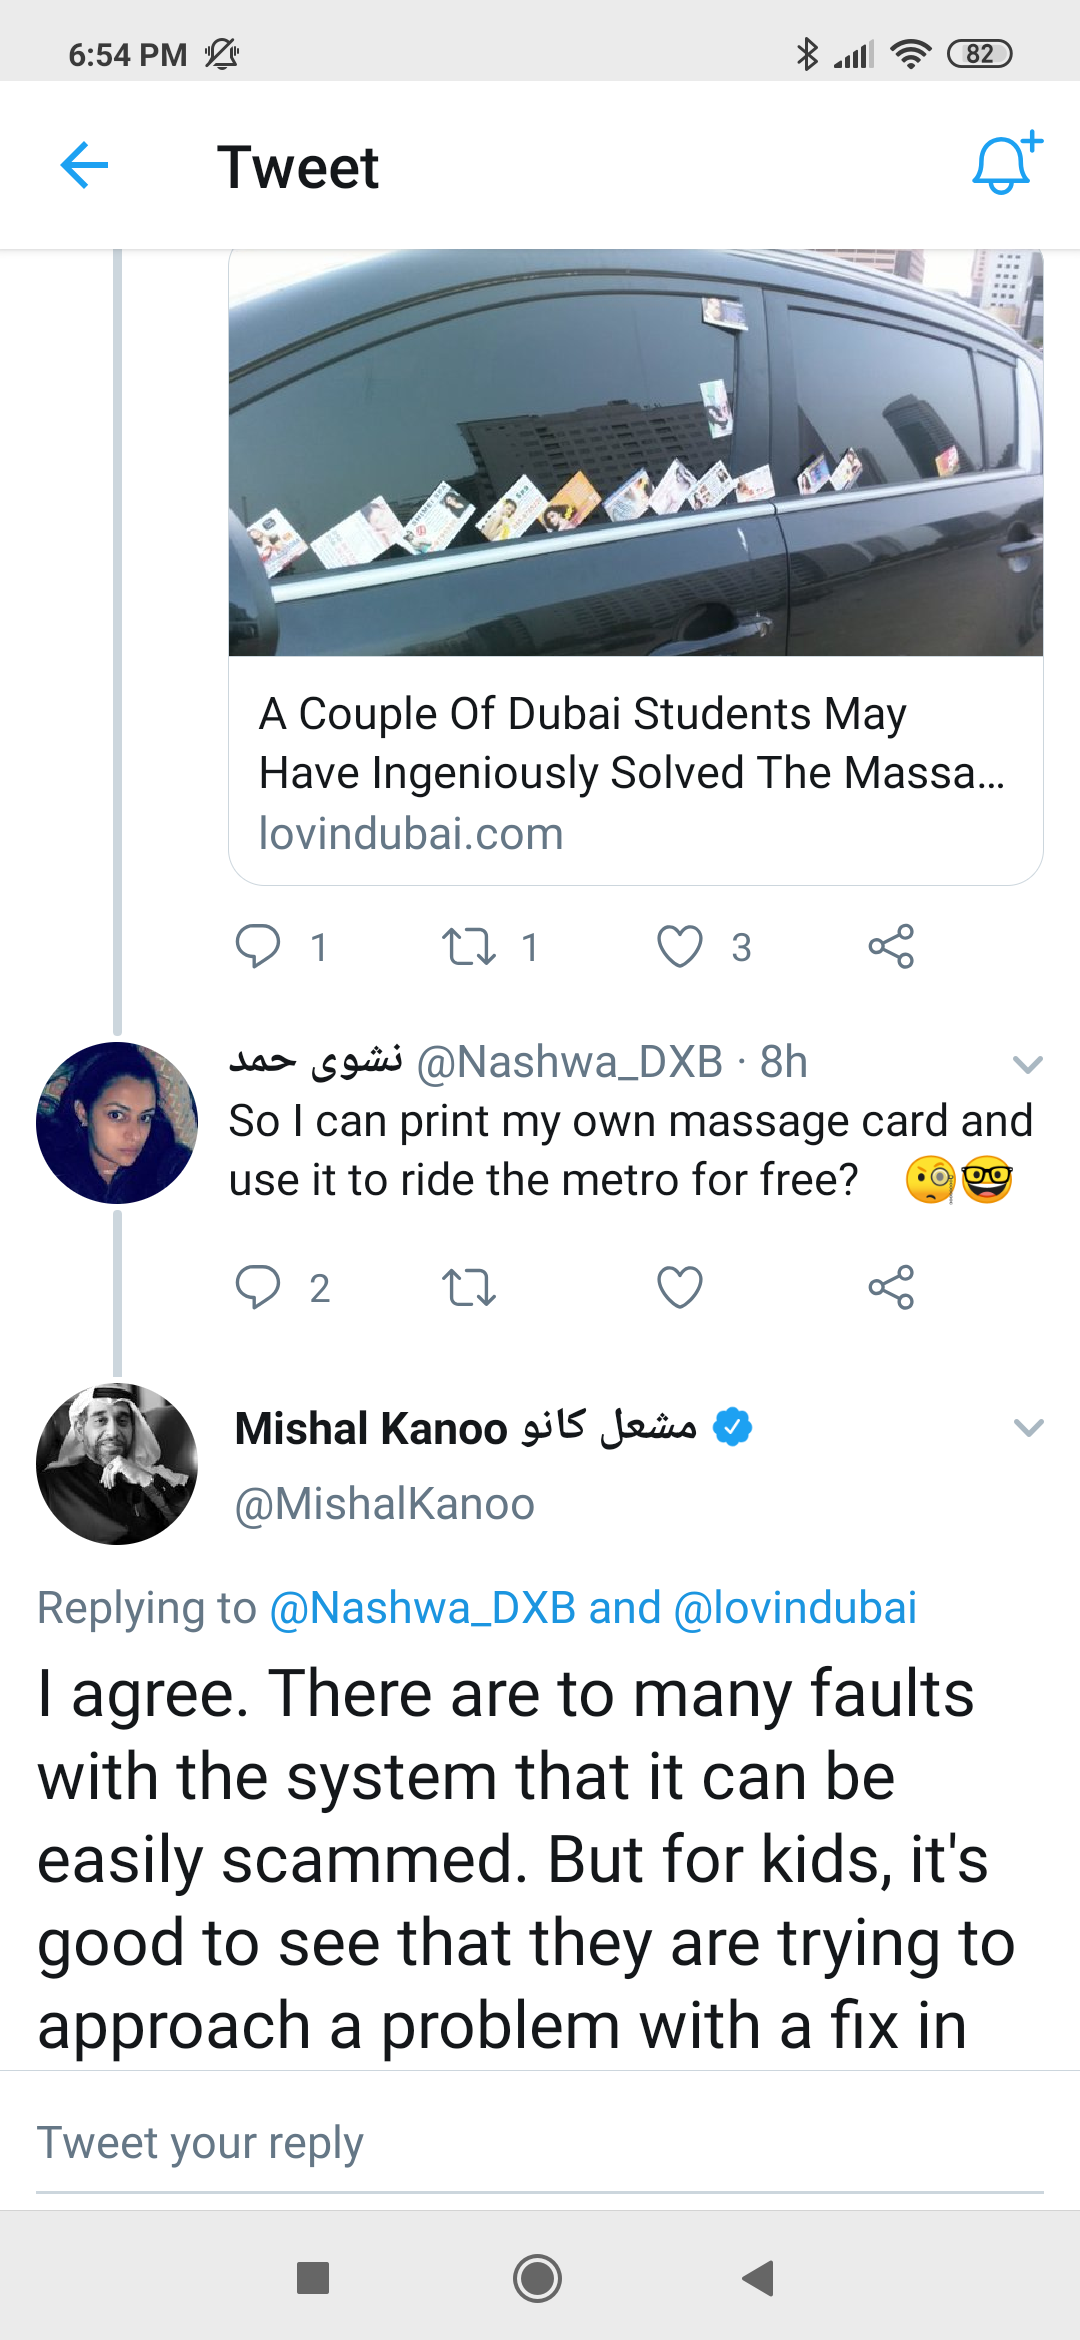 6:54 PM
82
Tweet
A Couple Of Dubai Students May
Have Ingeniously Solved The Massa...
lovindubai.com
1 1 3
نشوى حمد @Nashwa_DXB · 8h
So I can print my own massage card and
use it to ride the metro for free? 🧐🤓
2
Mishal Kanoo مشعل كانو
@MishalKanoo
Replying to @Nashwa_DXB and @lovindubai
I agree. There are to many faults
with the system that it can be
easily scammed. But for kids, it's
good to see that they are trying to
approach a problem with a fix in
Tweet your reply